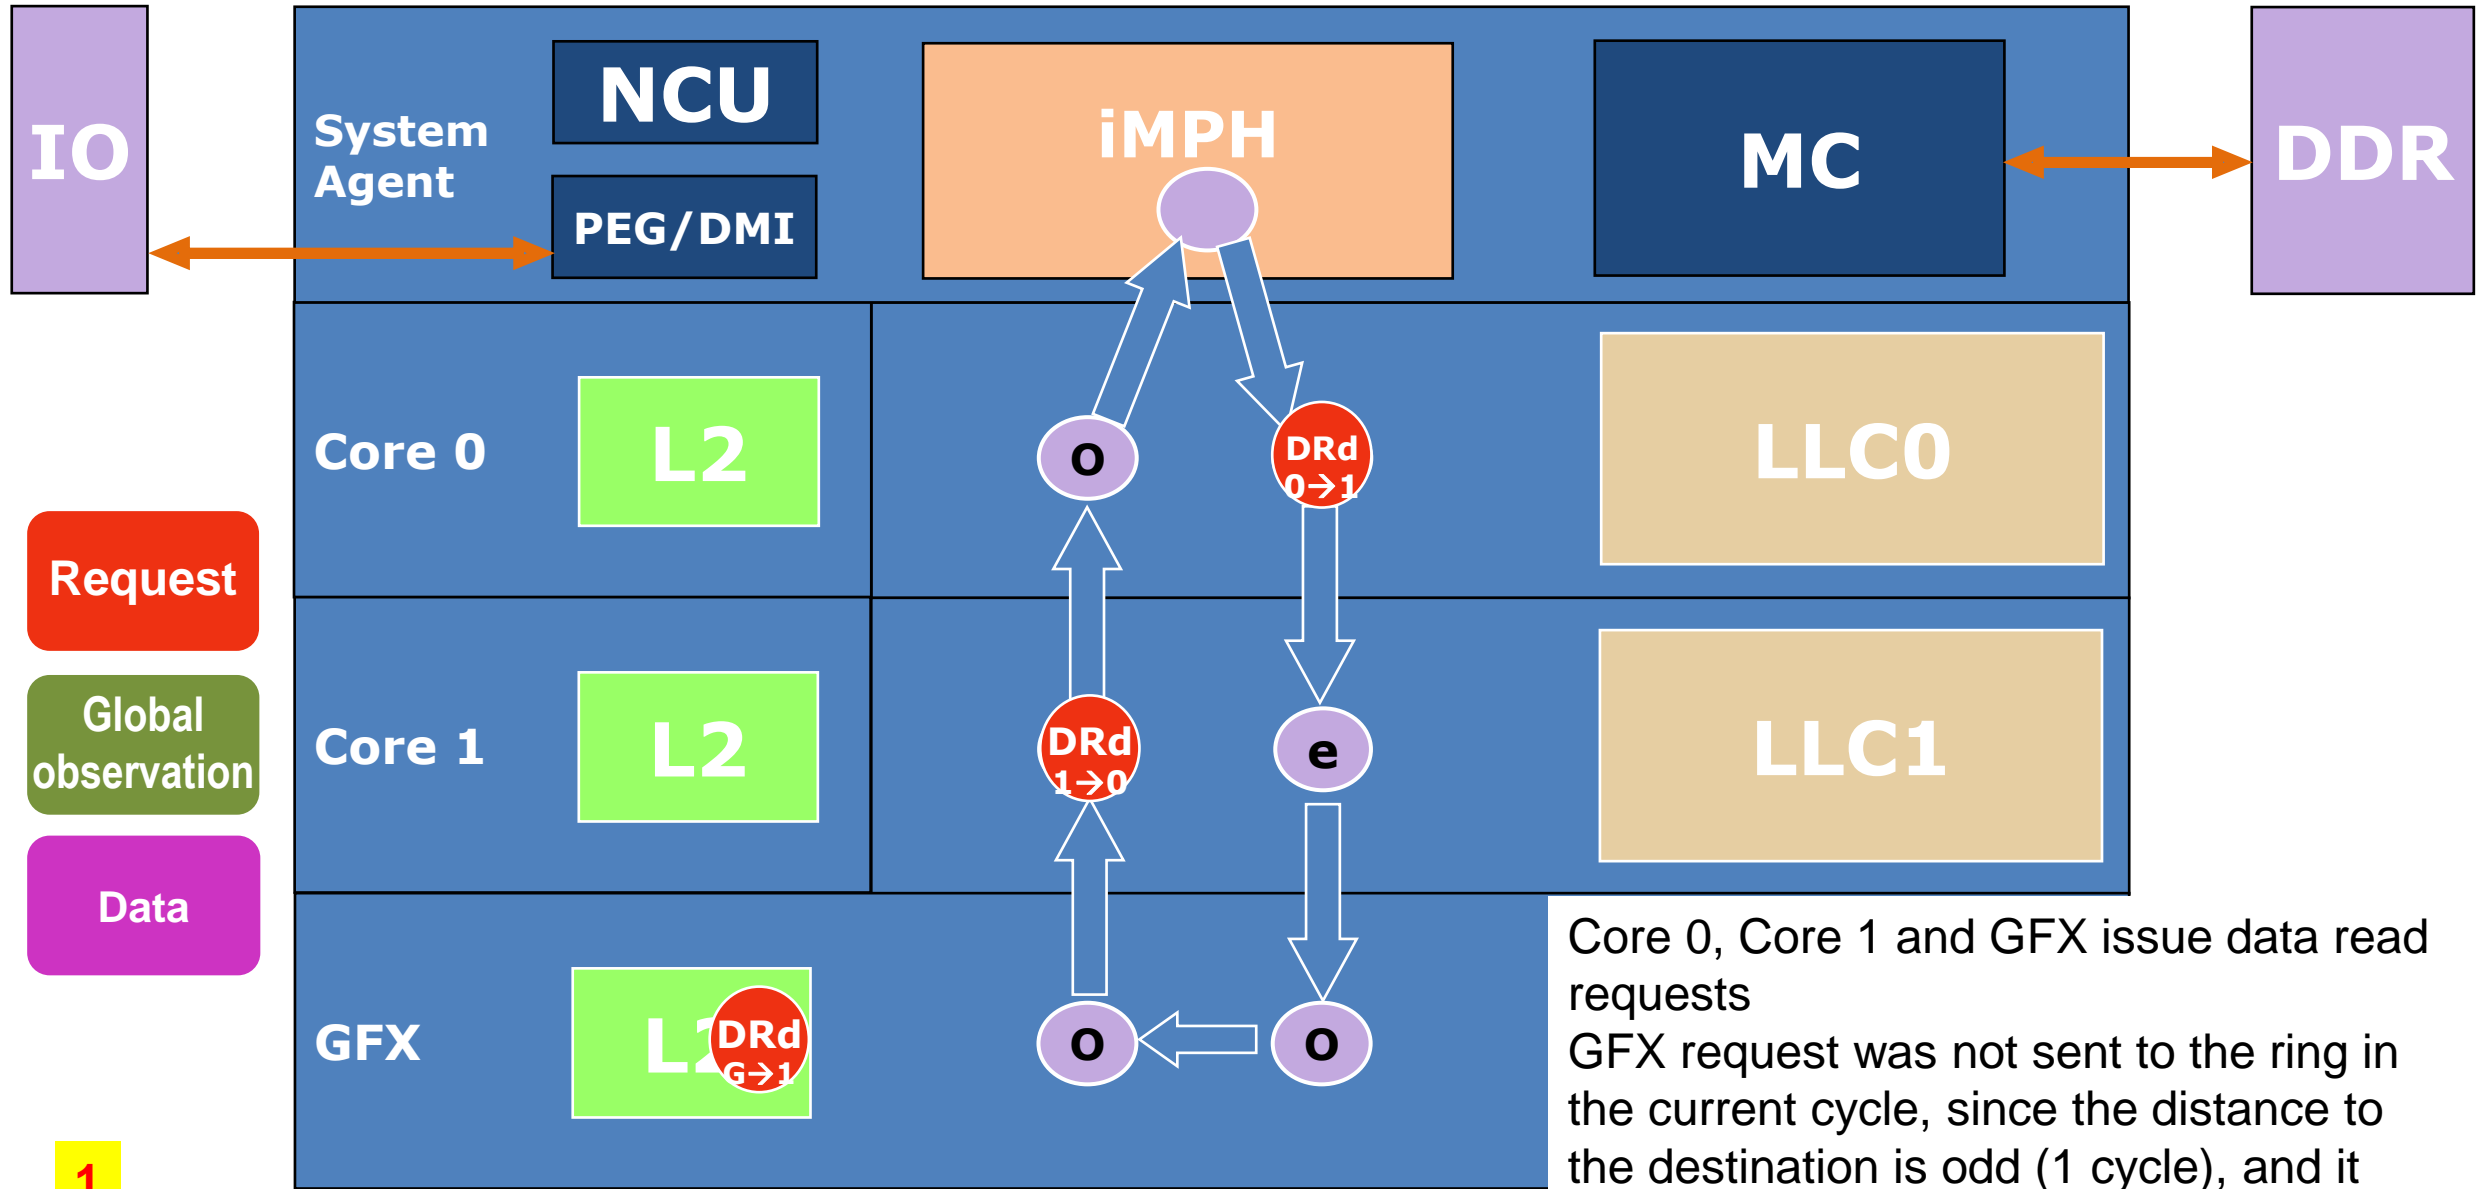 IO
System
Agent
NCU
PEG/DMI
iMPH
MC
DDR
Core 0
L2
O
DRd
0→1
LLC0
Request
Global
observation
Data
Core 1
L2
DRd
1→0
e
LLC1
GFX
DRd
G→1
O
O
Core 0, Core 1 and GFX issue data read
requests
GFX request was not sent to the ring in
the current cycle, since the distance to
the destination is odd (1 cycle), and it
1